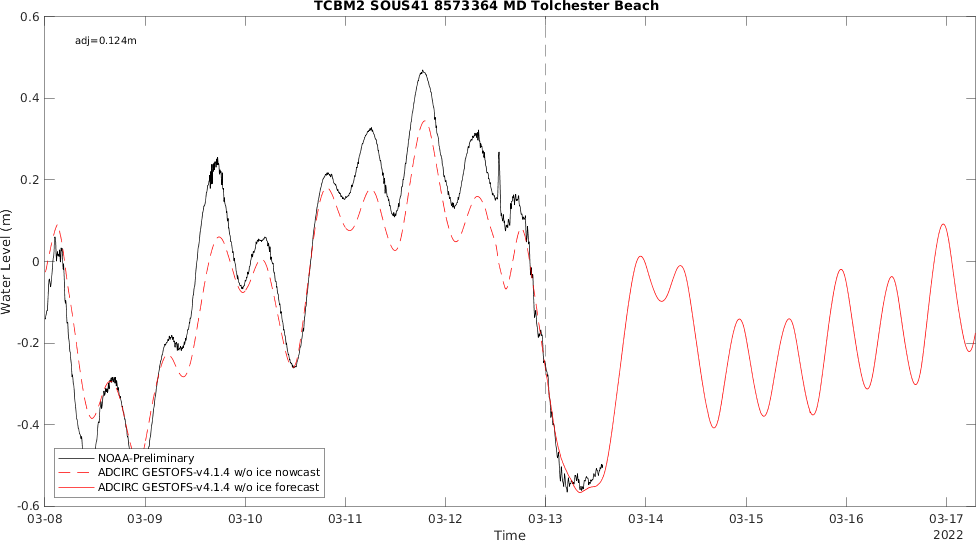 TCBM2 SOUS41 8573364 MD Tolchester Beach
adj=0.124m
Water Level (m)
0.6
0.4
0.2
0
-0.2
-0.4
-0.6
NOAA-Preliminary
ADCIRC GESTOFS-v4.1.4 w/o ice nowcast
ADCIRC GESTOFS-v4.1.4 w/o ice forecast
03-08 03-09 03-10 03-11 03-12 03-13 03-14 03-15 03-16 03-17
Time
2022